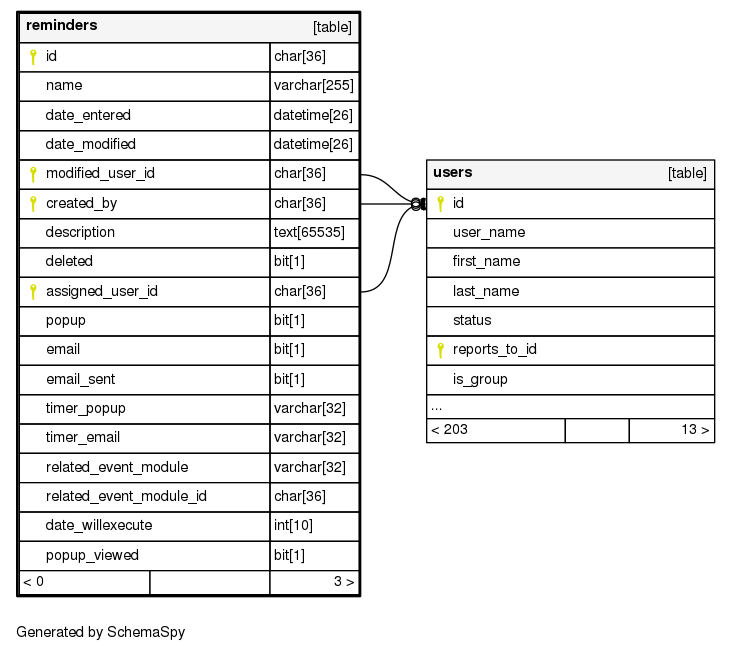 reminders [table]
id char[36]
name varchar[255]
date_entered datetime[26]
date_modified datetime[26]
modified_user_id char[36]
created_by char[36]
description text[65535]
deleted bit[1]
assigned_user_id char[36]
popup bit[1]
email bit[1]
email_sent bit[1]
timer_popup varchar[32]
timer_email varchar[32]
related_event_module varchar[32]
related_event_module_id char[36]
date_willexecute int[10]
popup_viewed bit[1]
< 0 3 >
users [table]
id
user_name
first_name
last_name
status
reports_to_id
is_group
...
< 203 13 >
Generated by SchemaSpy